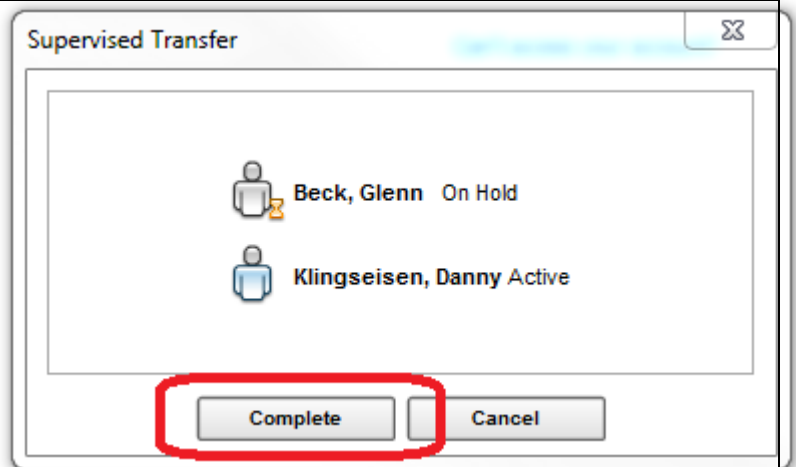 Supervised Transfer
Beck, Glenn On Hold
Klingseisen, Danny Active
Complete Cancel